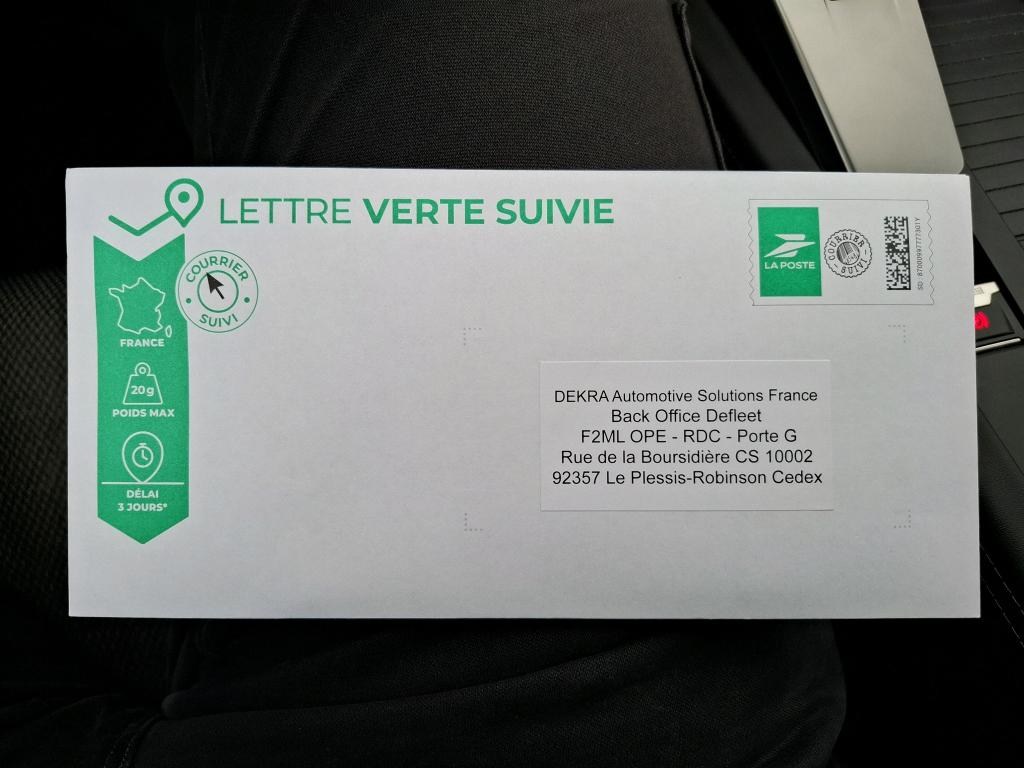 LETTRE VERTE SUIVIE
COURRIER
SUIVI
FRANCE
20g
POIDS MAX
DÉLAI
3 JOURS*
LA POSTE
COURRIER
SUIVI
DEKRA Automotive Solutions France
Back Office Defleet
F2ML OPE - RDC - Porte G
Rue de la Boursidière CS 10002
92357 Le Plessis-Robinson Cedex